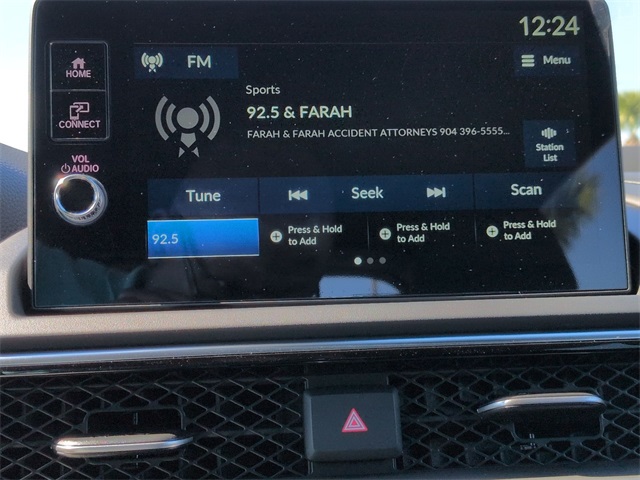 12:24
HOME
FM
Menu
Sports
CONNECT
92.5 & FARAH
FARAH & FARAH ACCIDENT ATTORNEYS 904 396-5555...
Station
List
VOL
AUDIO
Tune
Seek
Scan
92.5
Press & Hold
to Add
Press & Hold
to Add
Press & Hold
to Add